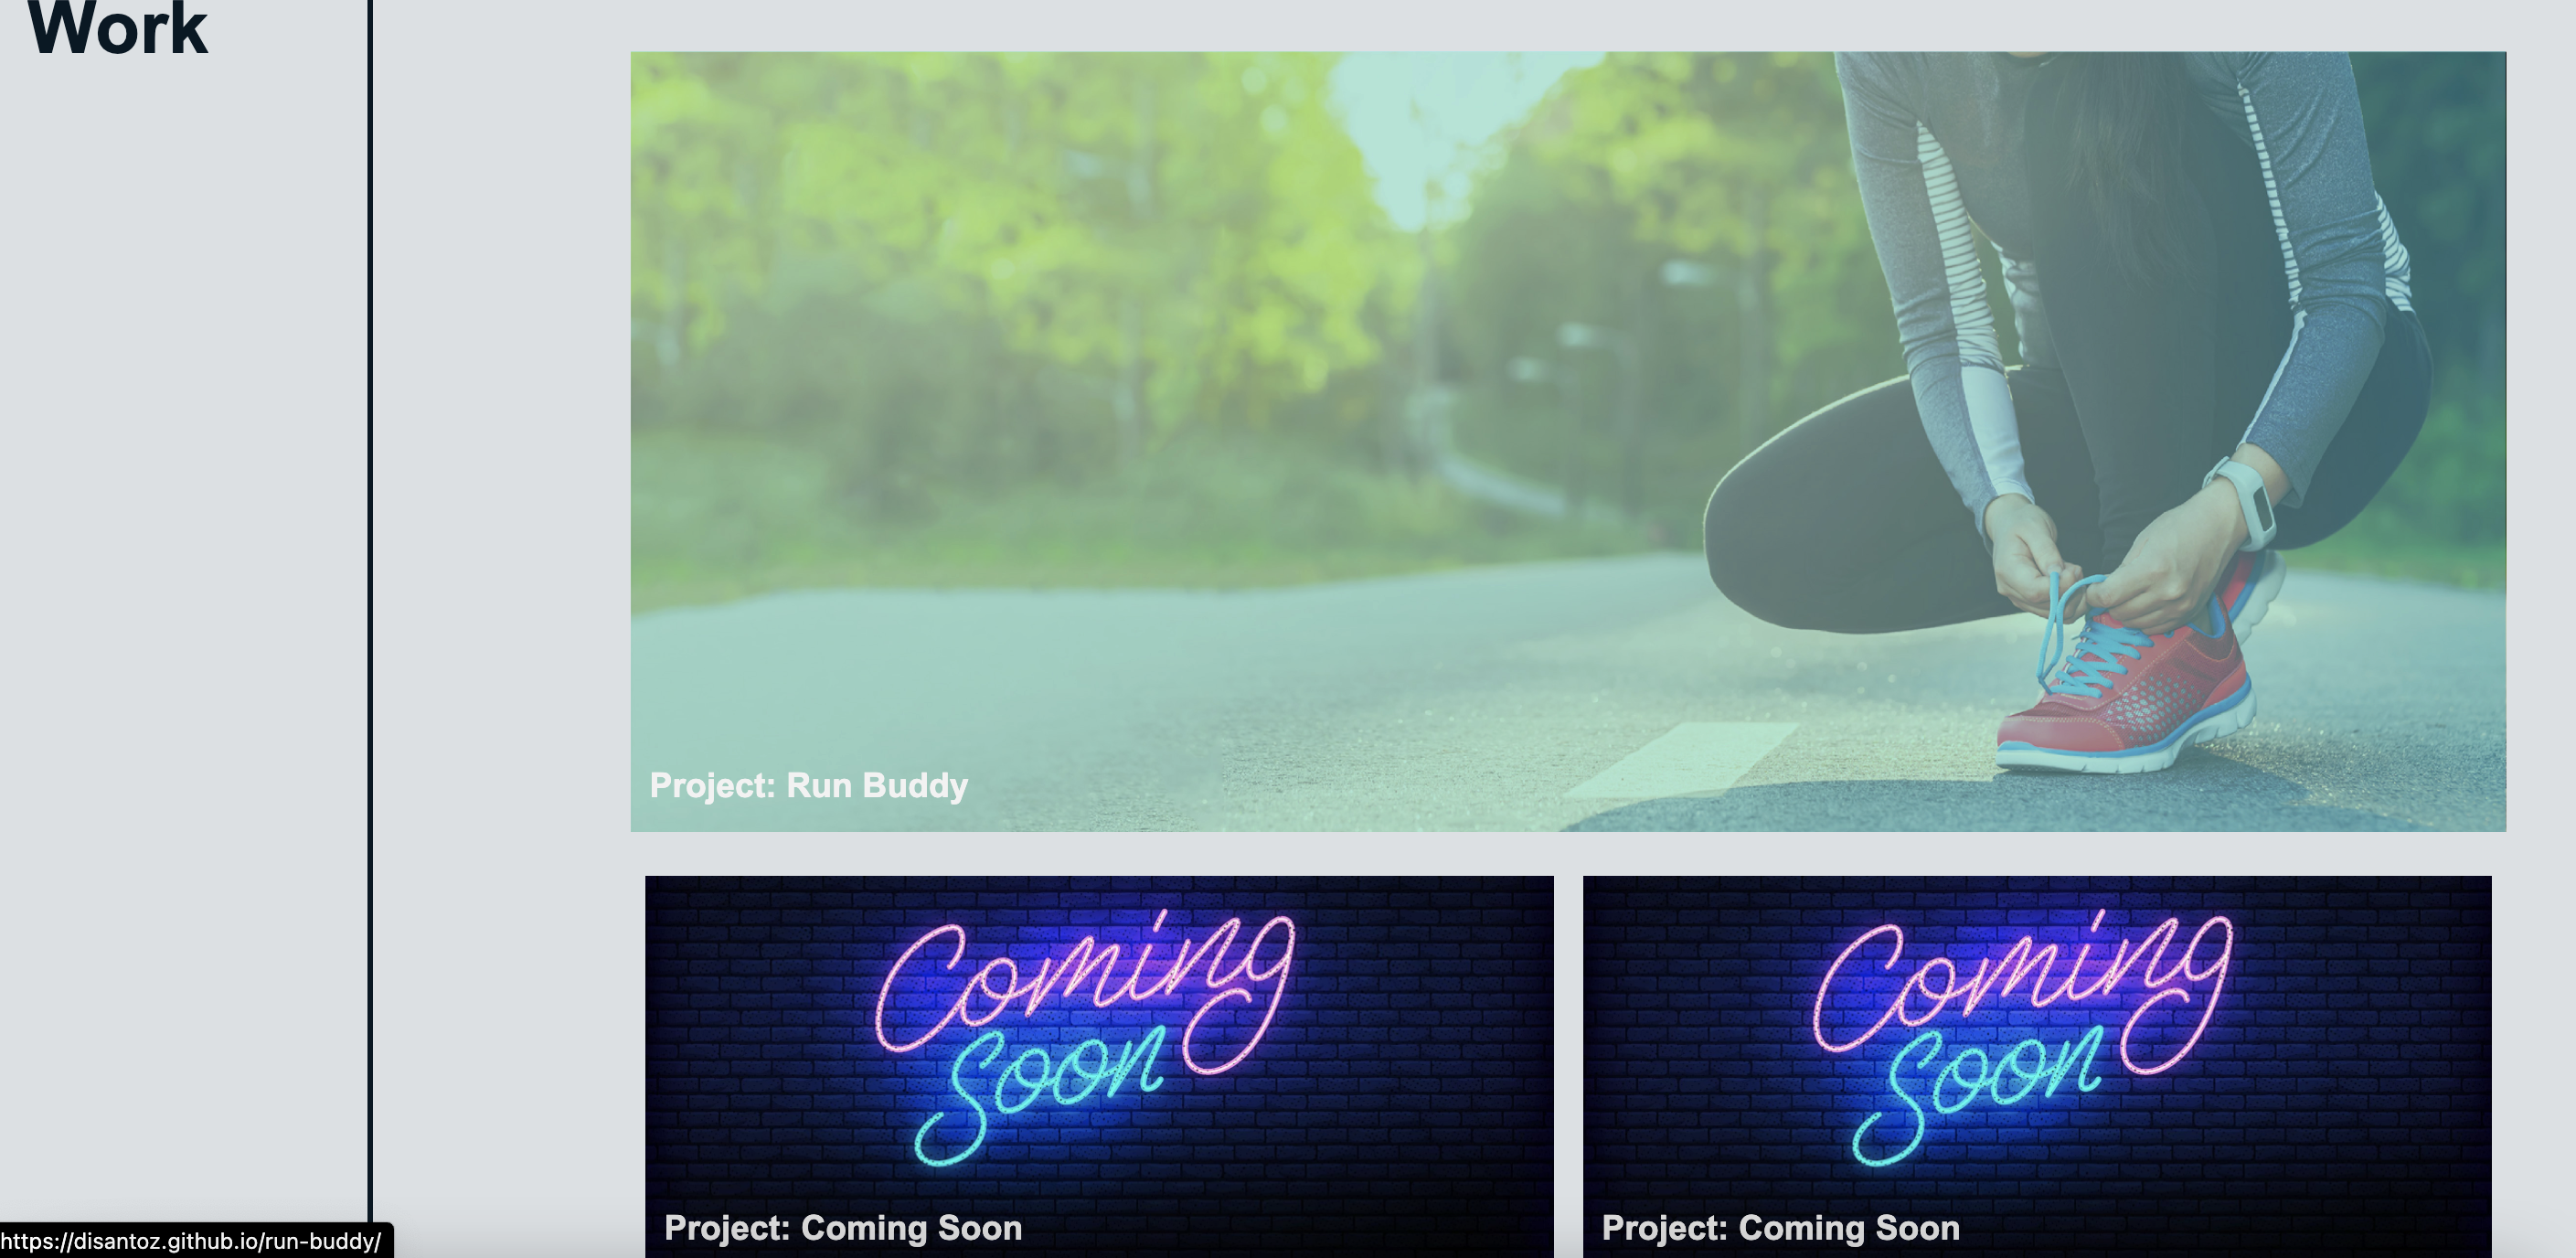 Work
Project: Run Buddy
Coming
Soon
Project: Coming Soon
Coming
Soon
Project: Coming Soon
https://disantoz.github.io/run-buddy/